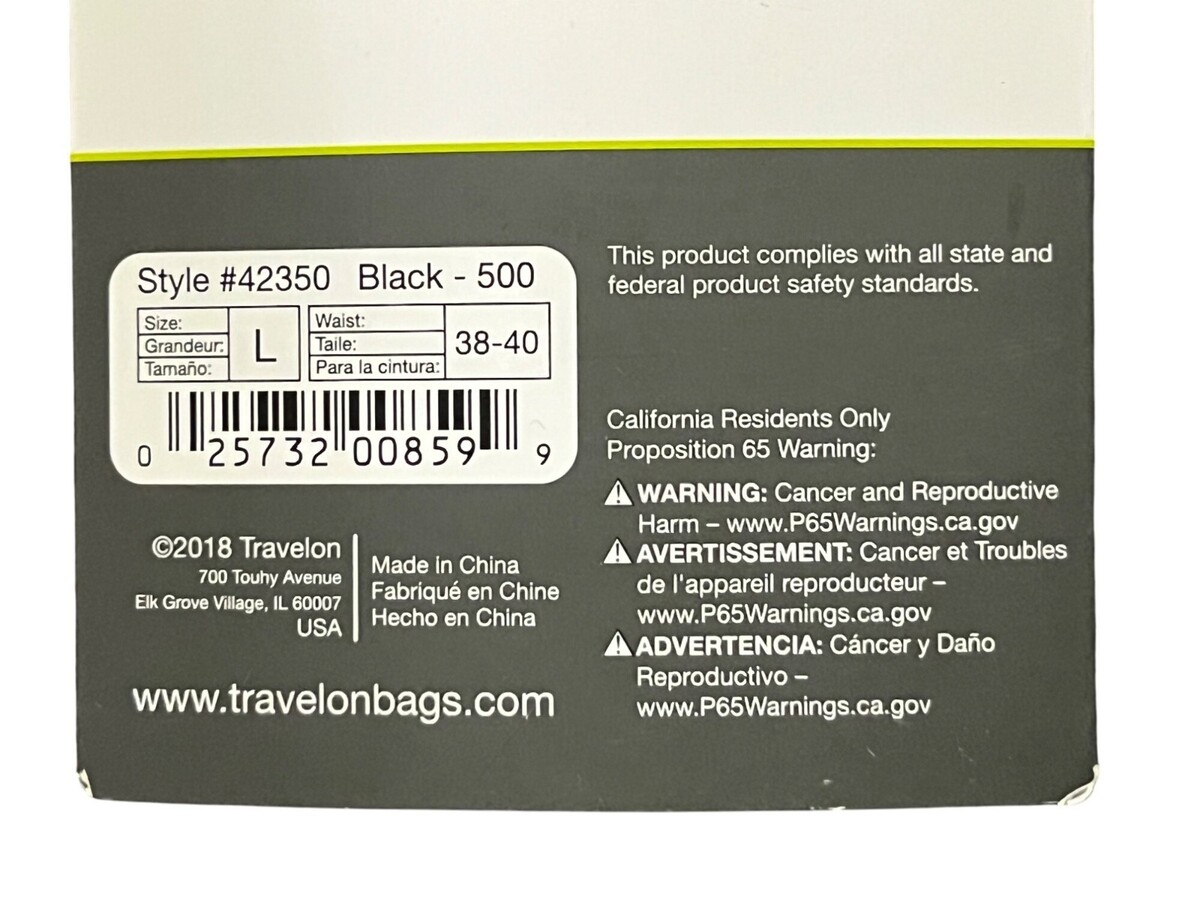 Style #42350 Black - 500
Size:
Grandeur:
Tamaño:
L
Waist:
Taile:
Para la cintura:
38-40
0 25732 00859 9
©2018 Travelon
700 Touhy Avenue
Elk Grove Village, IL 60007
USA
Made in China
Fabriqué en Chine
Hecho en China
www.travelonbags.com
This product complies with all state and
federal product safety standards.
California Residents Only
Proposition 65 Warning:
WARNING: Cancer and Reproductive
Harm – www.P65Warnings.ca.gov
AVERTISSEMENT: Cancer et Troubles
de l'appareil reproducteur –
www.P65Warnings.ca.gov
ADVERTENCIA: Cáncer y Daño
Reproductivo –
www.P65Warnings.ca.gov